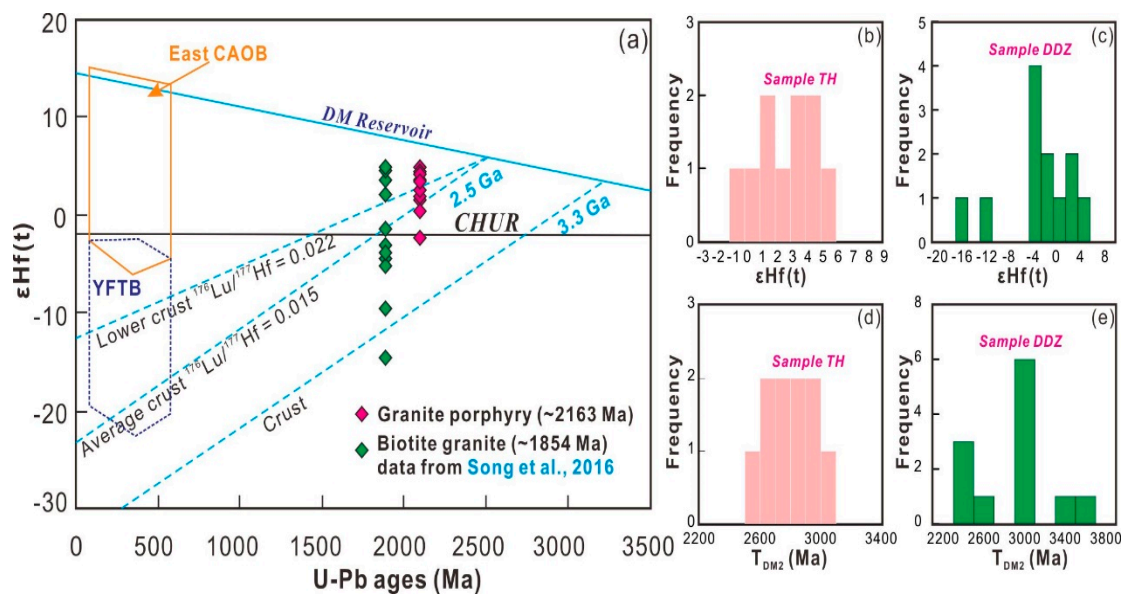 20
10
0
-10
-20
-30
εHf(t)
0 500 1000 1500 2000 2500 3000 3500
U-Pb ages (Ma)
(a)
East CAOB
DM Reservoir
2.5 Ga
3.3 Ga
CHUR
YFTB
Lower crust ¹⁷⁶Lu/¹⁷⁷Hf = 0.022
Average crust ¹⁷⁶Lu/¹⁷⁷Hf = 0.015
Crust
Granite porphyry (~2163 Ma)
Biotite granite (~1854 Ma)
data from Song et al., 2016
(b)
Sample TH
Frequency
3
2
1
0
-3 -2 -1 0 1 2 3 4 5 6 7 8 9
εHf(t)
(c)
Sample DDZ
Frequency
5
4
3
2
1
0
-20 -16 -12 -8 -4 0 4 8
εHf(t)
(d)
Sample TH
Frequency
3
2
1
0
2200 2600 3000 3400
TDM2 (Ma)
(e)
Sample DDZ
Frequency
8
6
4
2
0
2200 2600 3000 3400 3800
TDM2 (Ma)